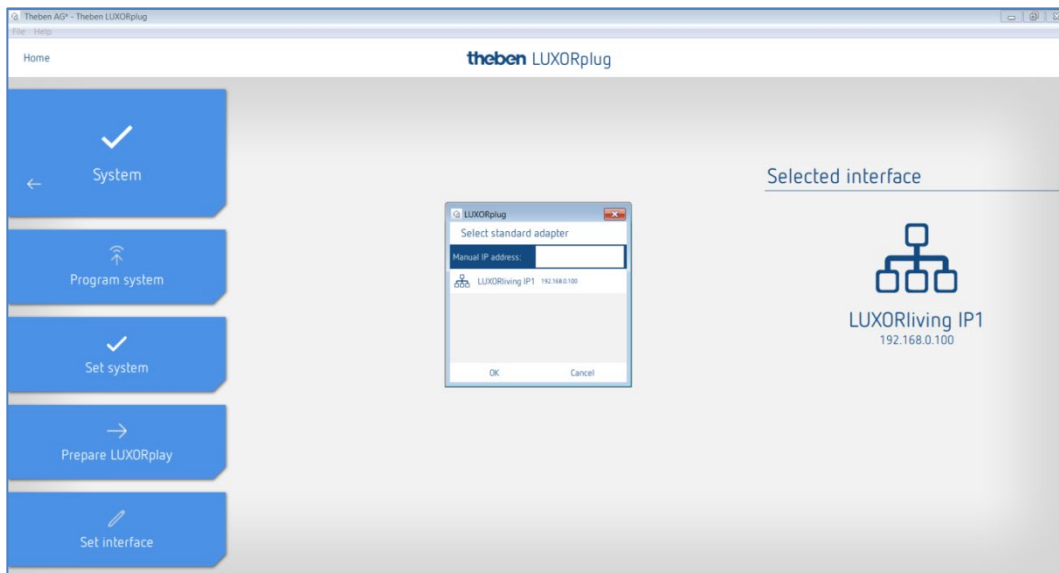 Theben AG* - Theben LUXORplug
File Help
Home
theben LUXORplug
System
Program system
Set system
Prepare LUXORplay
Set interface
LUXORplug
Select standard adapter
Manual IP address:
LUXORliving IP1 192.168.0.100
OK Cancel
Selected interface
LUXORliving IP1
192.168.0.100